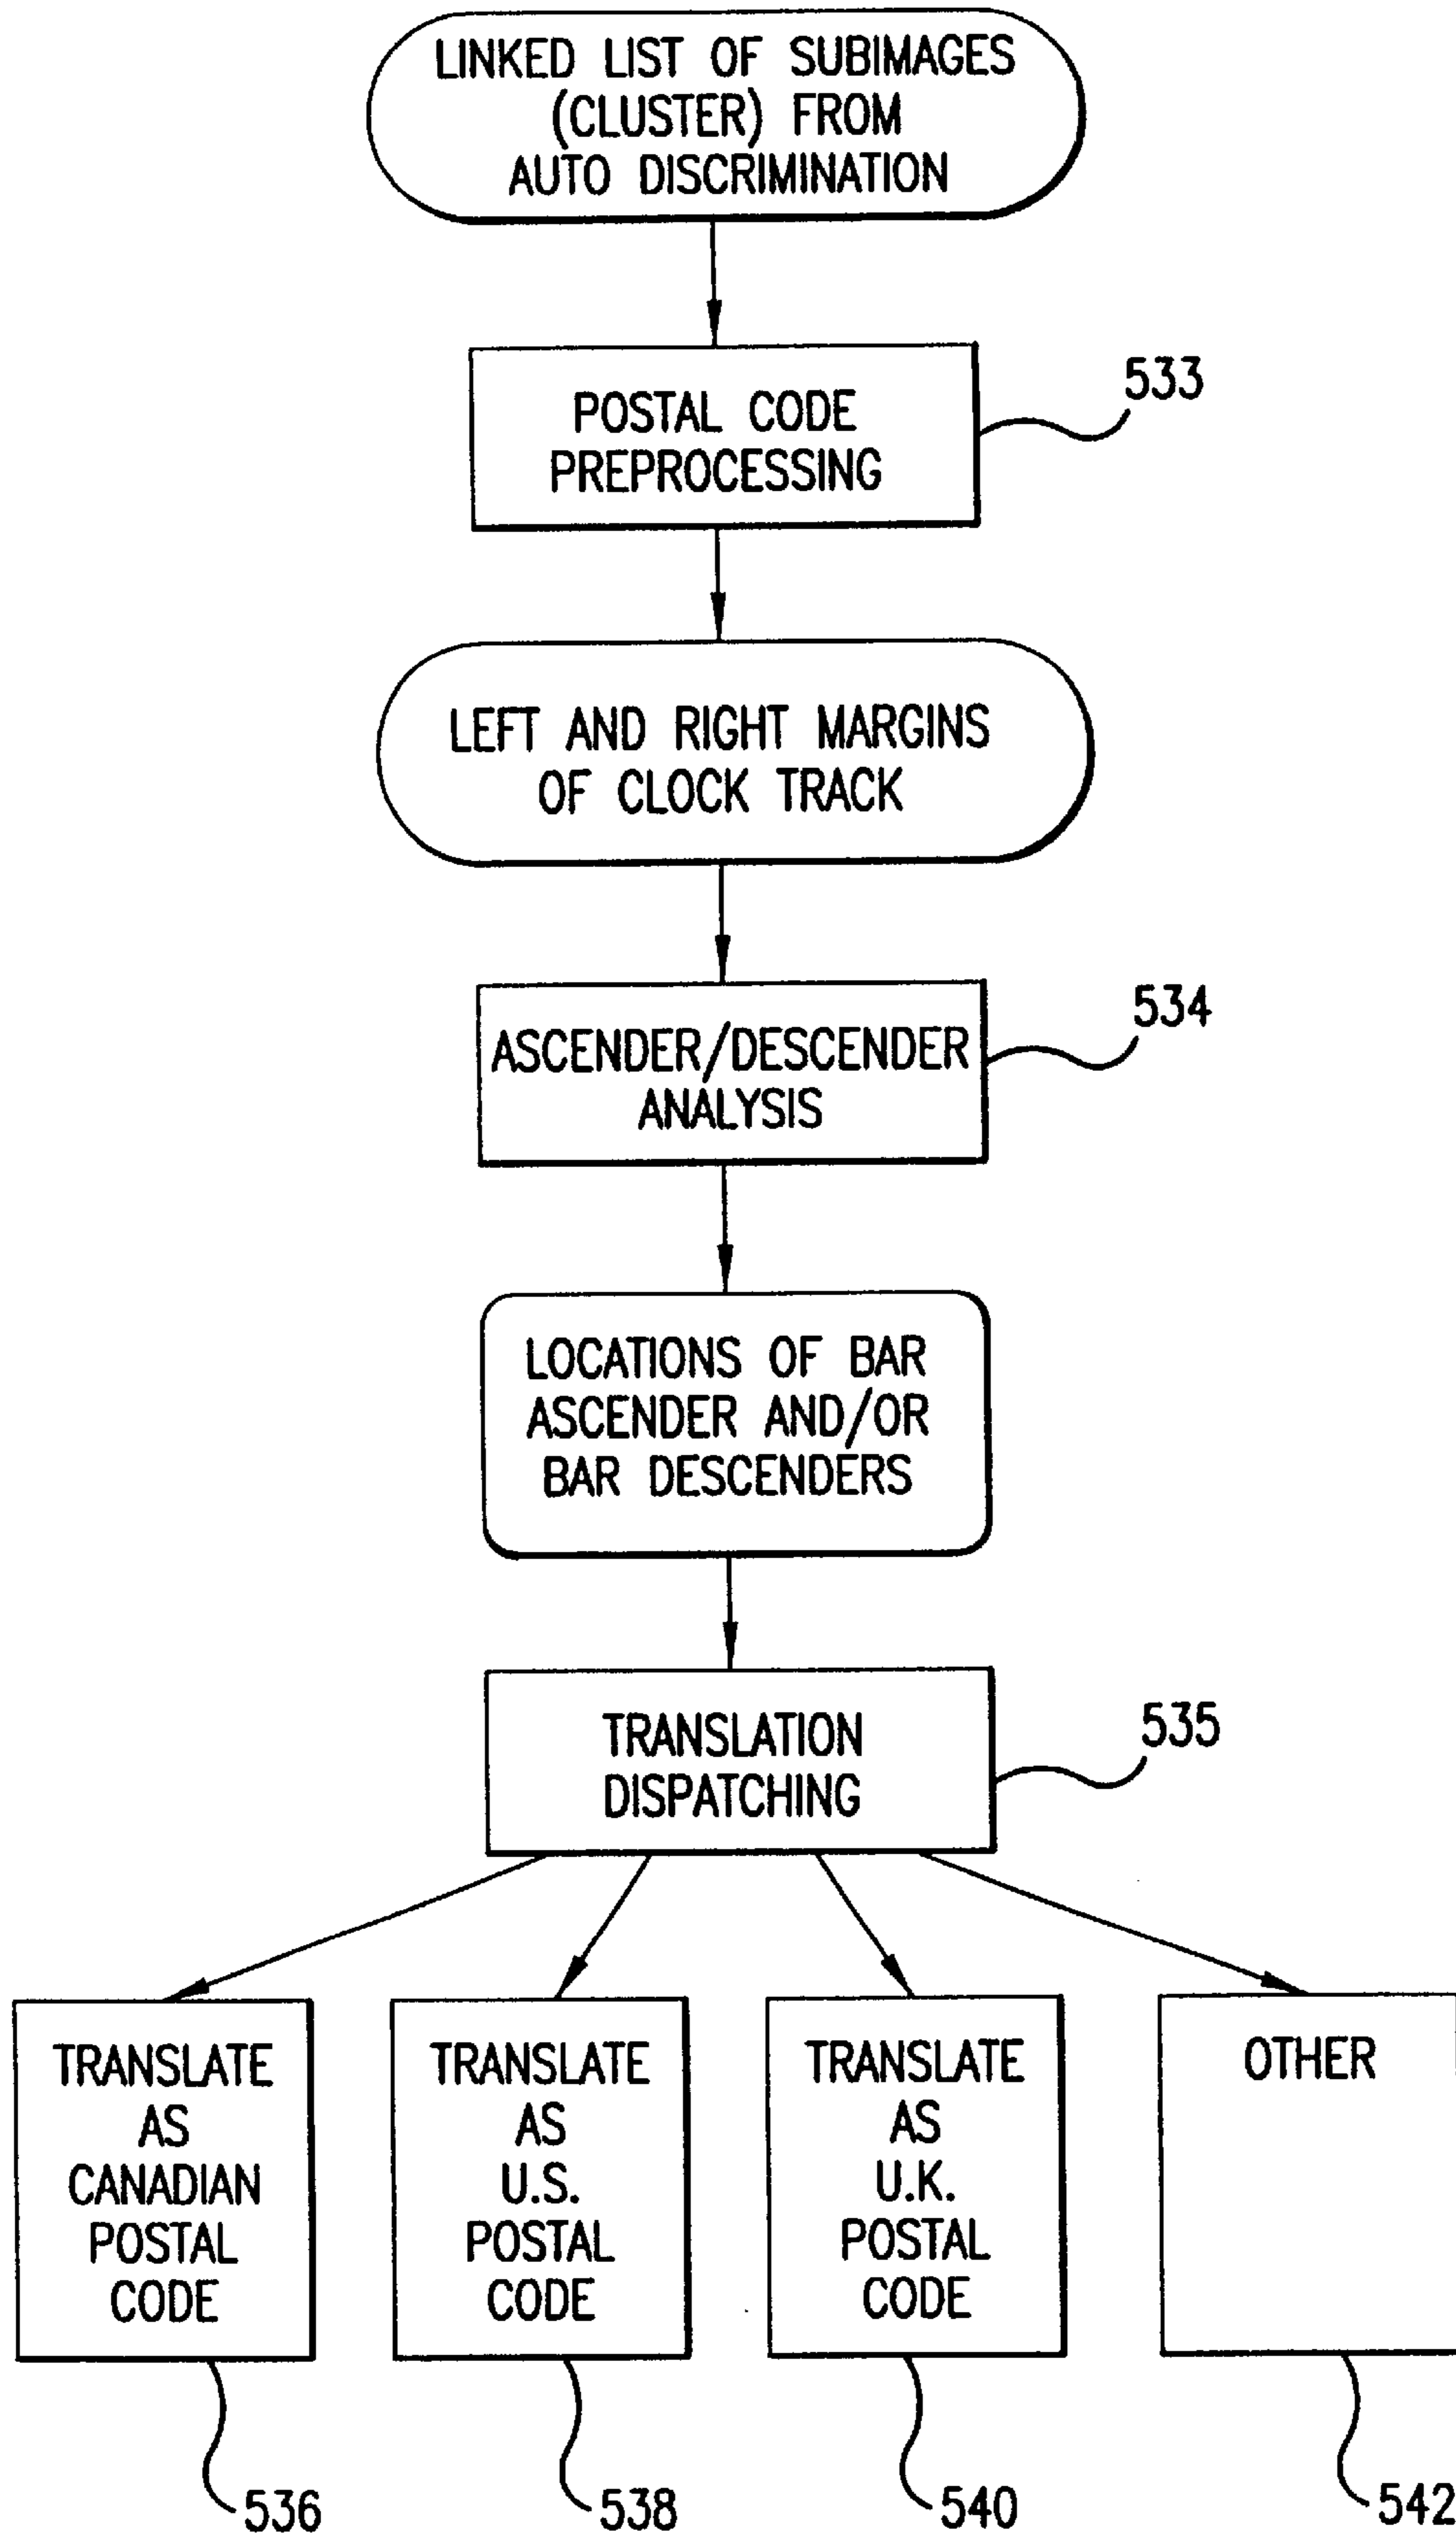 LINKED LIST OF SUBIMAGES
(CLUSTER) FROM
AUTO DISCRIMINATION
533
POSTAL CODE
PREPROCESSING
LEFT AND RIGHT MARGINS
OF CLOCK TRACK
534
ASCENDER/DESCENDER
ANALYSIS
LOCATIONS OF BAR
ASCENDER AND/OR
BAR DESCENDERS
535
TRANSLATION
DISPATCHING
TRANSLATE
AS
CANADIAN
POSTAL
CODE
TRANSLATE
AS
U.S.
POSTAL
CODE
TRANSLATE
AS
U.K.
POSTAL
CODE
OTHER
536
538
540
542